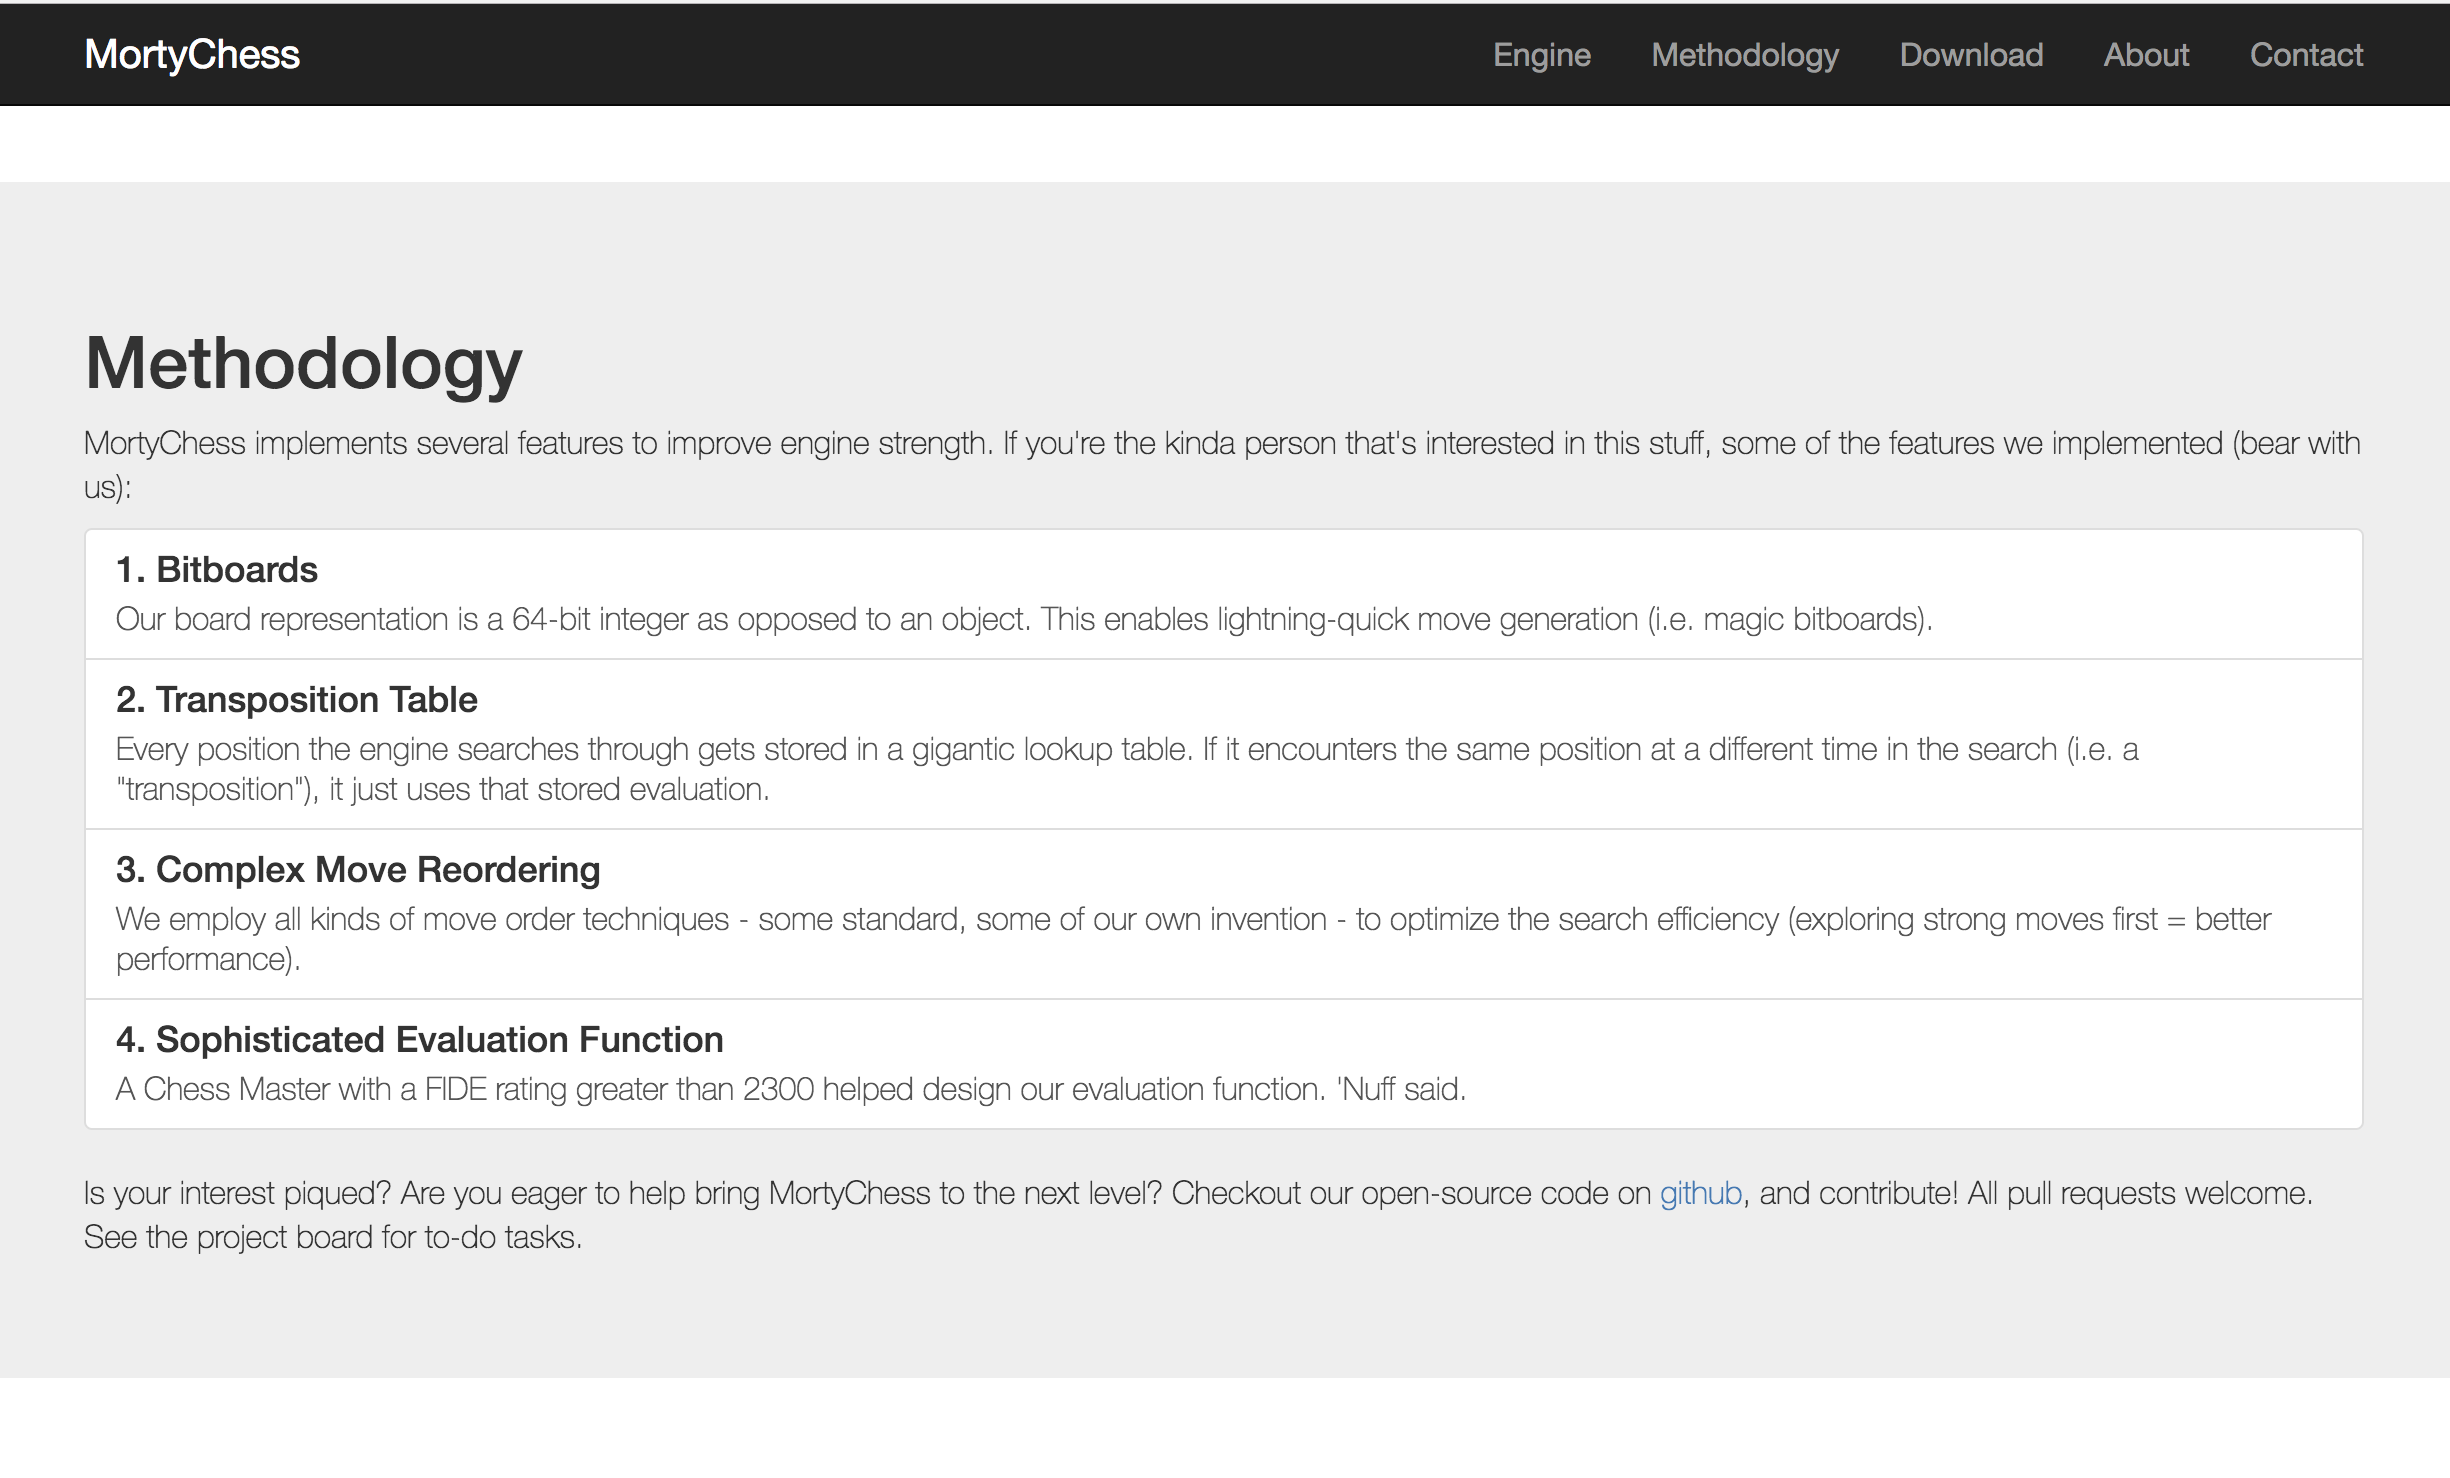 MortyChess Engine Methodology Download About Contact
Methodology
MortyChess implements several features to improve engine strength. If you're the kinda person that's interested in this stuff, some of the features we implemented (bear with
us):
1. Bitboards
Our board representation is a 64-bit integer as opposed to an object. This enables lightning-quick move generation (i.e. magic bitboards).
2. Transposition Table
Every position the engine searches through gets stored in a gigantic lookup table. If it encounters the same position at a different time in the search (i.e. a
"transposition"), it just uses that stored evaluation.
3. Complex Move Reordering
We employ all kinds of move order techniques - some standard, some of our own invention - to optimize the search efficiency (exploring strong moves first = better
performance).
4. Sophisticated Evaluation Function
A Chess Master with a FIDE rating greater than 2300 helped design our evaluation function. 'Nuff said.
Is your interest piqued? Are you eager to help bring MortyChess to the next level? Checkout our open-source code on github, and contribute! All pull requests welcome.
See the project board for to-do tasks.